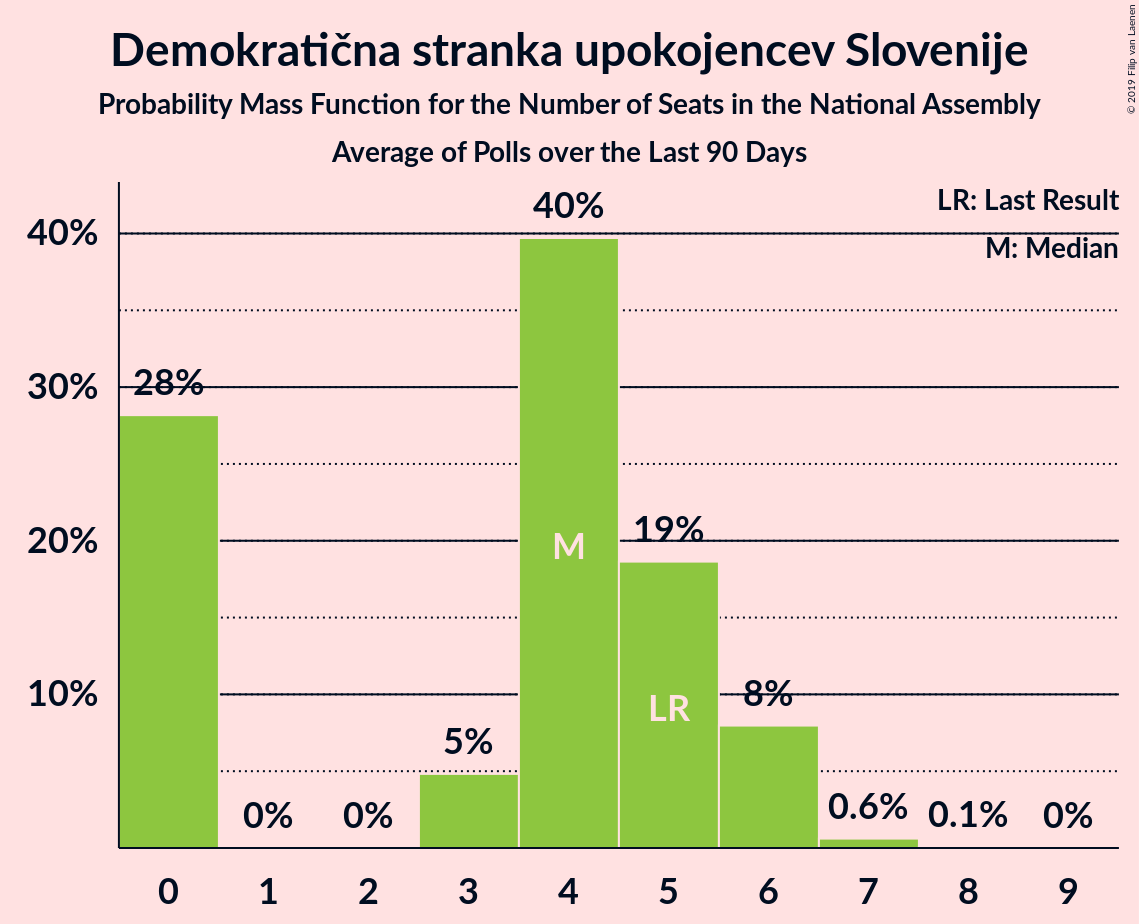 Demokratična stranka upokojencev Slovenije
Probability Mass Function for the Number of Seats in the National Assembly
Average of Polls over the Last 90 Days
© 2019 Filip van Laenen
LR: Last Result
M: Median
40%
30%
20%
10%
28%
0%
0%
5%
40%
19%
8%
0.6%
0.1%
0%
M
LR
0 1 2 3 4 5 6 7 8 9